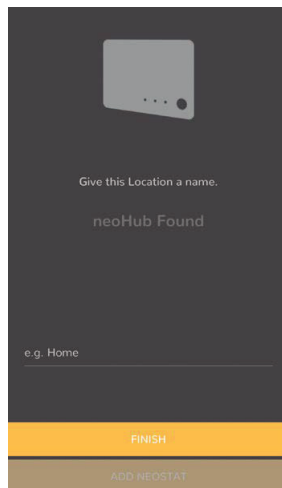 Give this Location a name.
neoHub Found
e.g. Home
FINISH
ADD NEOSTAT